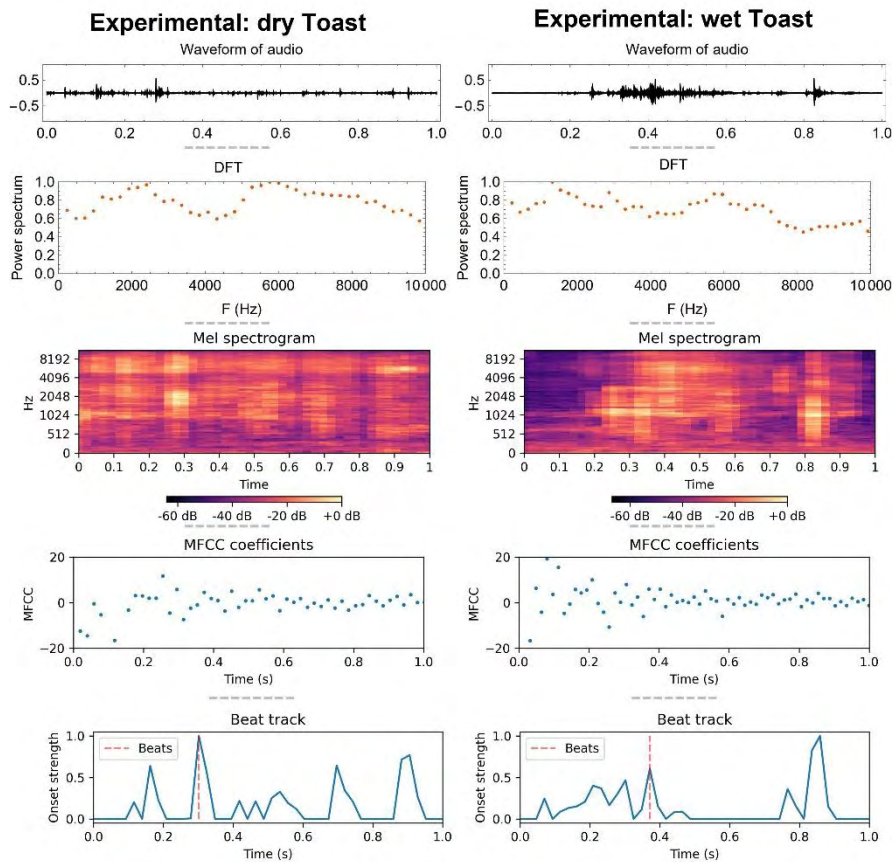 Experimental: dry Toast
Waveform of audio
0.5
−0.5
0.0 0.2 0.4 0.6 0.8 1.0
DFT
Power spectrum
1.0
0.8
0.6
0.4
0.2
0.0
0 2000 4000 6000 8000 10 000
F (Hz)
Mel spectrogram
Hz
8192
4096
2048
1024
512
0
0 0.1 0.2 0.3 0.4 0.5 0.6 0.7 0.8 0.9 1
Time
-60 dB -40 dB -20 dB +0 dB
MFCC coefficients
MFCC
20
0
−20
0.0 0.2 0.4 0.6 0.8 1.0
Time (s)
Beat track
Onset strength
1.0
0.5
0.0
Beats
0.0 0.2 0.4 0.6 0.8 1.0
Time (s)
Experimental: wet Toast
Waveform of audio
0.5
−0.5
0.0 0.2 0.4 0.6 0.8 1.0
DFT
Power spectrum
1.0
0.8
0.6
0.4
0.2
0.0
0 2000 4000 6000 8000 10 000
F (Hz)
Mel spectrogram
Hz
8192
4096
2048
1024
512
0
0 0.1 0.2 0.3 0.4 0.5 0.6 0.7 0.8 0.9 1
Time
-60 dB -40 dB -20 dB +0 dB
MFCC coefficients
MFCC
20
0
−20
0.0 0.2 0.4 0.6 0.8 1.0
Time (s)
Beat track
Onset strength
1.0
0.5
0.0
Beats
0.0 0.2 0.4 0.6 0.8 1.0
Time (s)